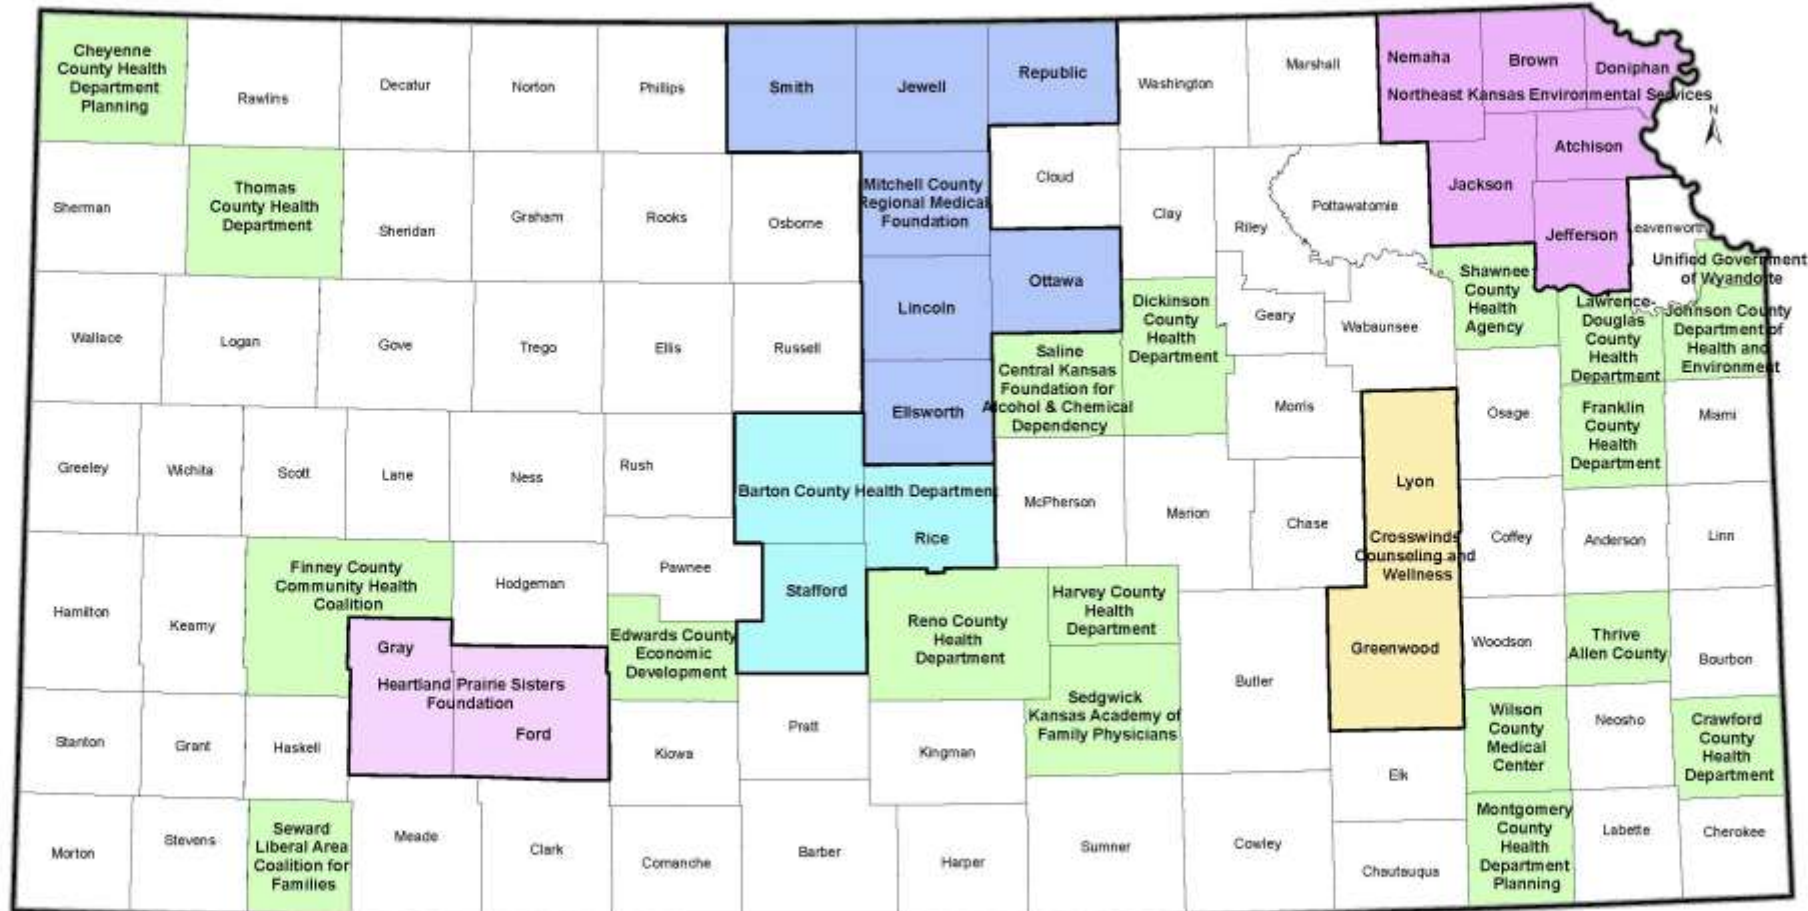 Cheyenne
County Health
Department
Planning
Rawlins
Decatur
Norton
Phillips
Smith
Jewell
Republic
Washington
Marshall
Nemaha
Brown
Doniphan
Northeast Kansas Environmental Services
N
Sherman
Thomas
County Health
Department
Sheridan
Graham
Rooks
Osborne
Mitchell County
Regional Medical
Foundation
Cloud
Clay
Riley
Pottawatomie
Jackson
Atchison
Jefferson
Leavenworth
Unified Government
of Wyandotte
Wallace
Logan
Gove
Trego
Ellis
Russell
Lincoln
Ottawa
Ellsworth
Saline
Central Kansas
Foundation for
Alcohol & Chemical
Dependency
Dickinson
County
Health
Department
Geary
Wabaunsee
Morris
Shawnee
County
Health
Agency
Lawrence-
Douglas
County
Health
Department
Johnson County
Department of
Health and
Environment
Greeley
Wichita
Scott
Lane
Ness
Rush
Barton County Health Department
Rice
Stafford
McPherson
Marion
Chase
Lyon
Crosswinds
Counseling and
Wellness
Greenwood
Osage
Franklin
County
Health
Department
Miami
Coffey
Anderson
Linn
Hamilton
Kearny
Finney County
Community Health
Coalition
Hodgeman
Pawnee
Edwards County
Economic
Development
Gray
Heartland Prairie Sisters
Foundation
Ford
Reno County
Health
Department
Harvey County
Health
Department
Sedgwick
Kansas Academy of
Family Physicians
Butler
Woodson
Thrive
Allen County
Bourbon
Stanton
Grant
Haskell
Kiowa
Pratt
Kingman
Elk
Wilson
County
Medical
Center
Neosho
Crawford
County
Health
Department
Morton
Stevens
Seward
Liberal Area
Coalition for
Families
Meade
Clark
Comanche
Barber
Harper
Sumner
Cowley
Chautauqua
Montgomery
County
Health
Department
Planning
Labette
Cherokee